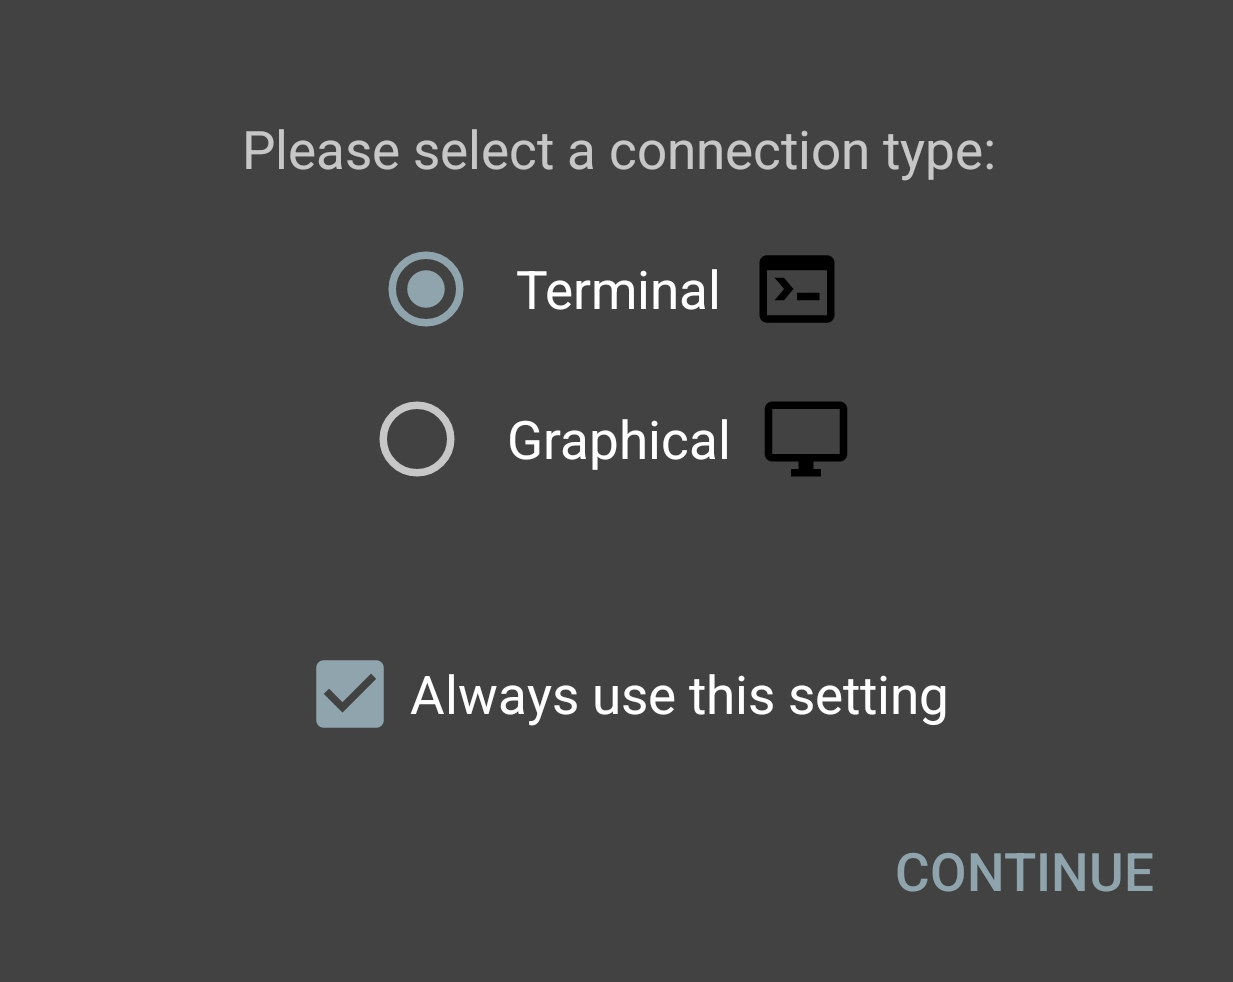 Please select a connection type:
Terminal
Graphical
Always use this setting
CONTINUE